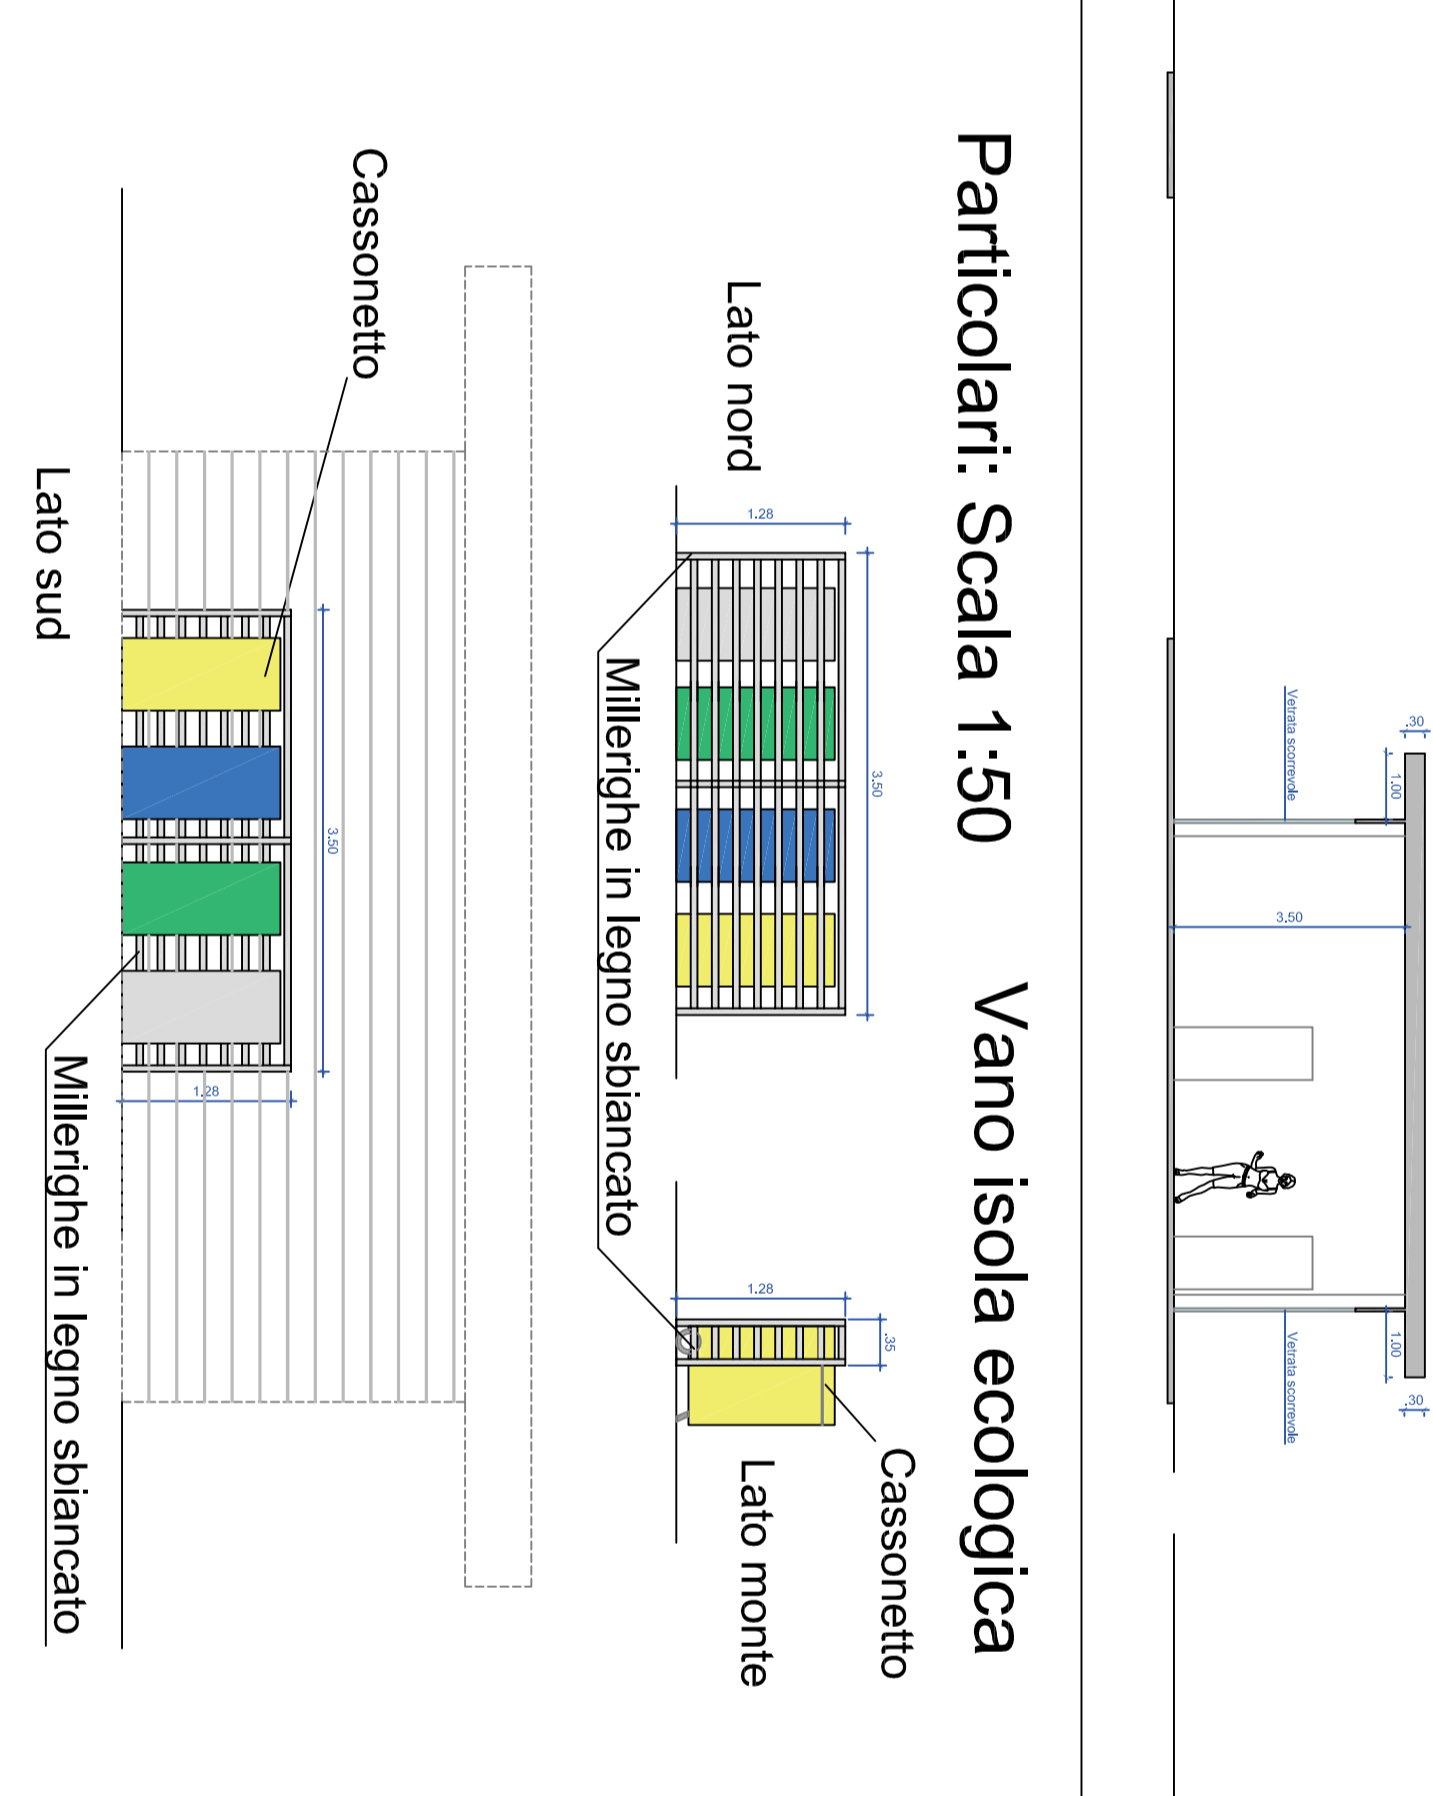 .30
1.00
Vetrata scorrevole
3.50
.30
1.00
Vetrata scorrevole
Particolari: Scala 1:50 Vano isola ecologica
Lato nord
1.28
3.50
Millerighe in legno sbiancato
1.28
.35
Cassonetto
Lato monte
Cassonetto
3.50
1.28
Lato sud
Millerighe in legno sbiancato